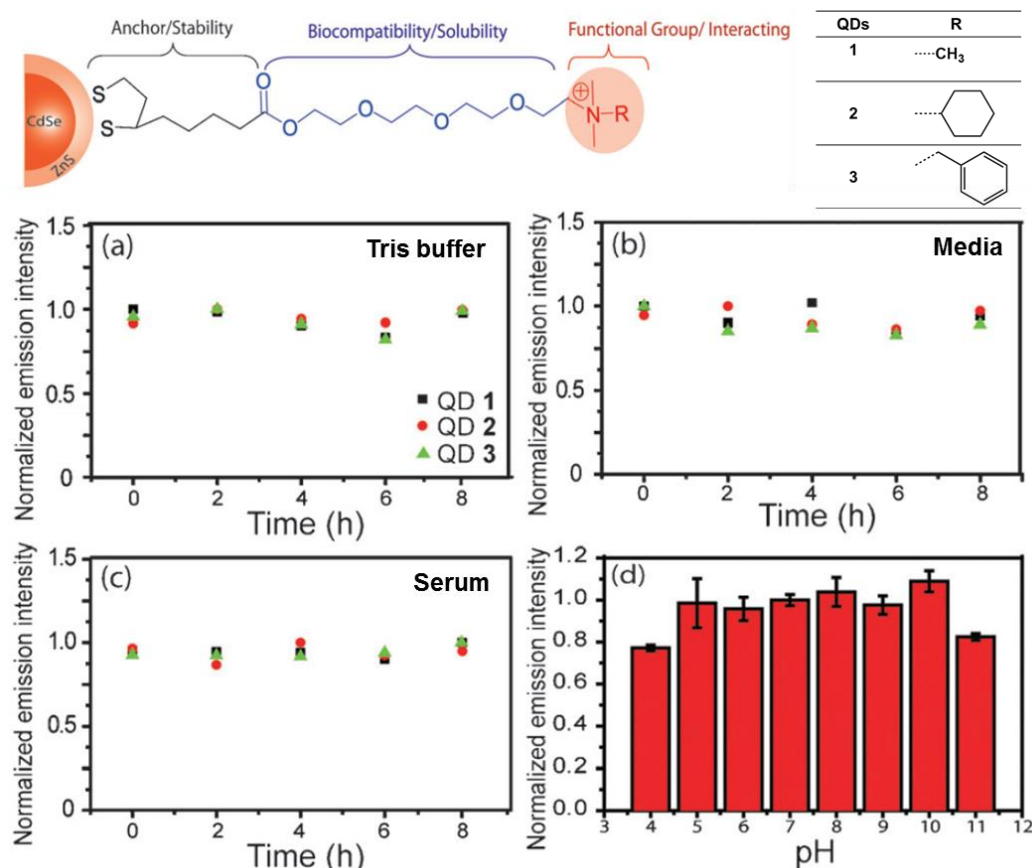 Anchor/Stability
Biocompatibility/Solubility
Functional Group/ Interacting
QDs R
1 CH3
2
3
S
S
CdSe
ZnS
O
O
O
O
O
⊕
N–R
(a) Tris buffer
Normalized emission intensity
1.5
1.0
0.5
0
QD 1
QD 2
QD 3
0 2 4 6 8
Time (h)
(b) Media
Normalized emission intensity
1.5
1.0
0.5
0
0 2 4 6 8
Time (h)
(c) Serum
Normalized emission intensity
1.5
1.0
0.5
0
0 2 4 6 8
Time (h)
(d)
Normalized emission intensity
1.2
1.0
0.8
0.6
0.4
0.2
0.0
3 4 5 6 7 8 9 10 11 12
pH